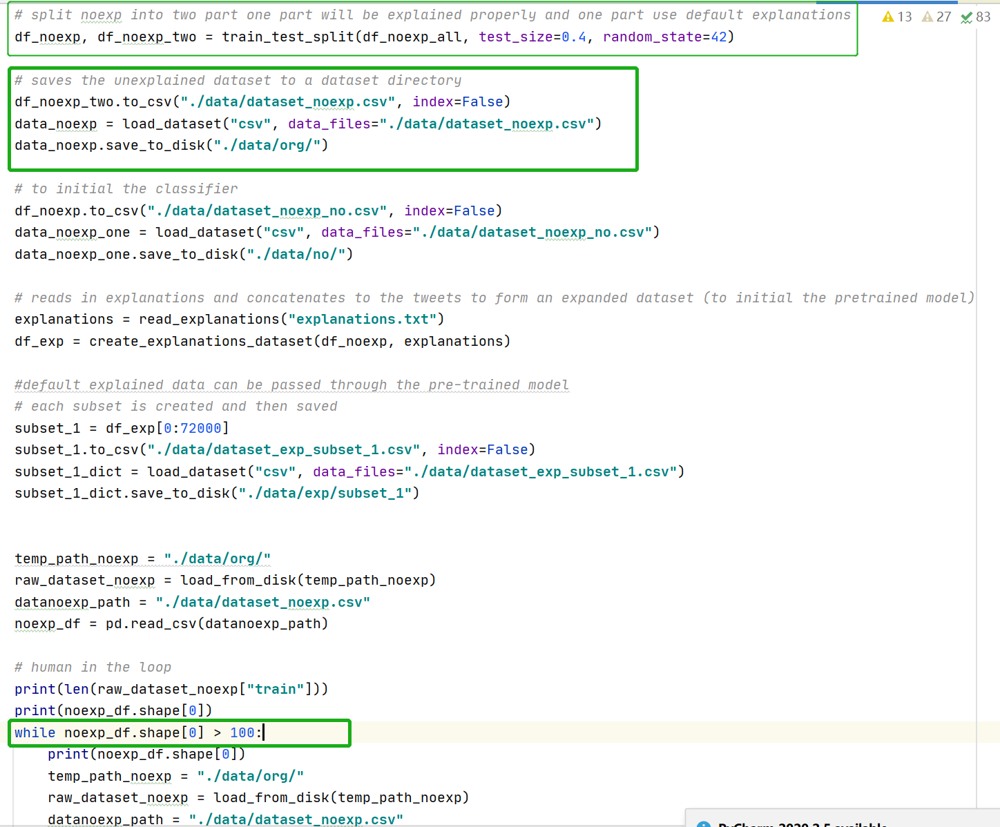 # split noexp into two part one part will be explained properly and one part use default explanations
13 27 83
df_noexp, df_noexp_two = train_test_split(df_noexp_all, test_size=0.4, random_state=42)
# saves the unexplained dataset to a dataset directory
df_noexp_two.to_csv("./data/dataset_noexp.csv", index=False)
data_noexp = load_dataset("csv", data_files="./data/dataset_noexp.csv")
data_noexp.save_to_disk("./data/org/")
# to initial the classifier
df_noexp.to_csv("./data/dataset_noexp_no.csv", index=False)
data_noexp_one = load_dataset("csv", data_files="./data/dataset_noexp_no.csv")
data_noexp_one.save_to_disk("./data/no/")
# reads in explanations and concatenates to the tweets to form an expanded dataset (to initial the pretrained model)
explanations = read_explanations("explanations.txt")
df_exp = create_explanations_dataset(df_noexp, explanations)
#default explained data can be passed through the pre-trained model
# each subset is created and then saved
subset_1 = df_exp[0:72000]
subset_1.to_csv("./data/dataset_exp_subset_1.csv", index=False)
subset_1_dict = load_dataset("csv", data_files="./data/dataset_exp_subset_1.csv")
subset_1_dict.save_to_disk("./data/exp/subset_1")
temp_path_noexp = "./data/org/"
raw_dataset_noexp = load_from_disk(temp_path_noexp)
datanoexp_path = "./data/dataset_noexp.csv"
noexp_df = pd.read_csv(datanoexp_path)
# human in the loop
print(len(raw_dataset_noexp["train"]))
print(noexp_df.shape[0])
while noexp_df.shape[0] > 100:
print(noexp_df.shape[0])
temp_path_noexp = "./data/org/"
raw_dataset_noexp = load_from_disk(temp_path_noexp)
datanoexp_path = "./data/dataset_noexp.csv"
PyCharm 2020.2.5 available